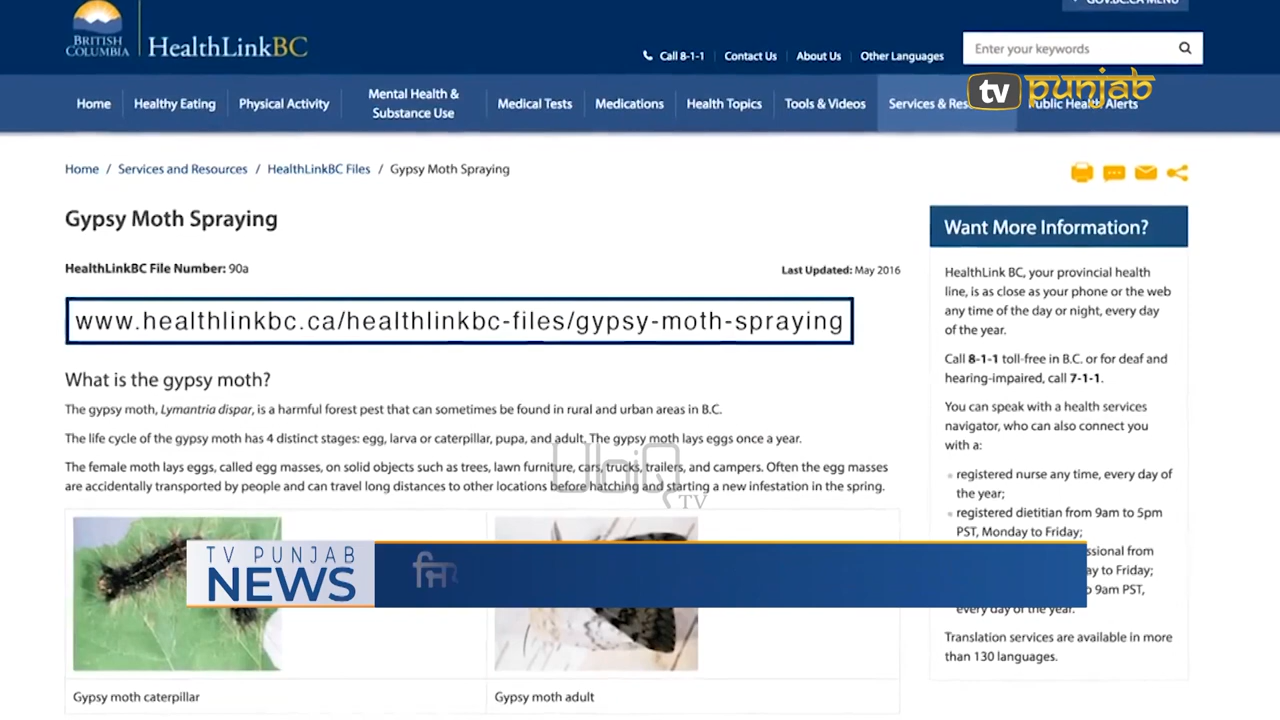 GOV.BC.CA MENU
BRITISH
COLUMBIA
HealthLinkBC
Call 8-1-1
Contact Us
About Us
Other Languages
Enter your keywords
tv punjab
Home
Healthy Eating
Physical Activity
Mental Health &
Substance Use
Medical Tests
Medications
Health Topics
Tools & Videos
Services &
Public Health Alerts
Home / Services and Resources / HealthLinkBC Files / Gypsy Moth Spraying
Gypsy Moth Spraying
HealthLinkBC File Number: 90a
Last Updated: May 2016
www.healthlinkbc.ca/healthlinkbc-files/gypsy-moth-spraying
What is the gypsy moth?
The gypsy moth, Lymantria dispar, is a harmful forest pest that can sometimes be found in rural and urban areas in B.C.
The life cycle of the gypsy moth has 4 distinct stages: egg, larva or caterpillar, pupa, and adult. The gypsy moth lays eggs once a year.
The female moth lays eggs, called egg masses, on solid objects such as trees, lawn furniture, cars, trucks, trailers, and campers. Often the egg masses
are accidentally transported by people and can travel long distances to other locations before hatching and starting a new infestation in the spring.
TV
TV PUNJAB
NEWS
Gypsy moth caterpillar
Gypsy moth adult
Want More Information?
HealthLink BC, your provincial health
line, is as close as your phone or the web
any time of the day or night, every day
of the year.
Call 8-1-1 toll-free in B.C. or for deaf and
hearing-impaired, call 7-1-1.
You can speak with a health services
navigator, who can also connect you
with a:
registered nurse any time, every day of
the year;
registered dietitian from 9am to 5pm
PST, Monday to Friday;
from
to Friday;
9am PST,
every day of the year.
Translation services are available in more
than 130 languages.